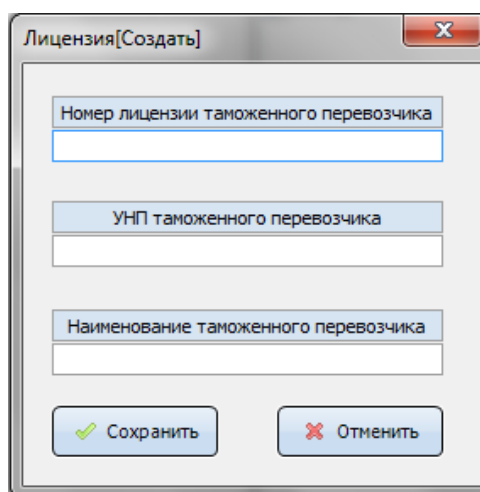 Лицензия[Создать]
Номер лицензии таможенного перевозчика
УНП таможенного перевозчика
Наименование таможенного перевозчика
Сохранить
Отменить